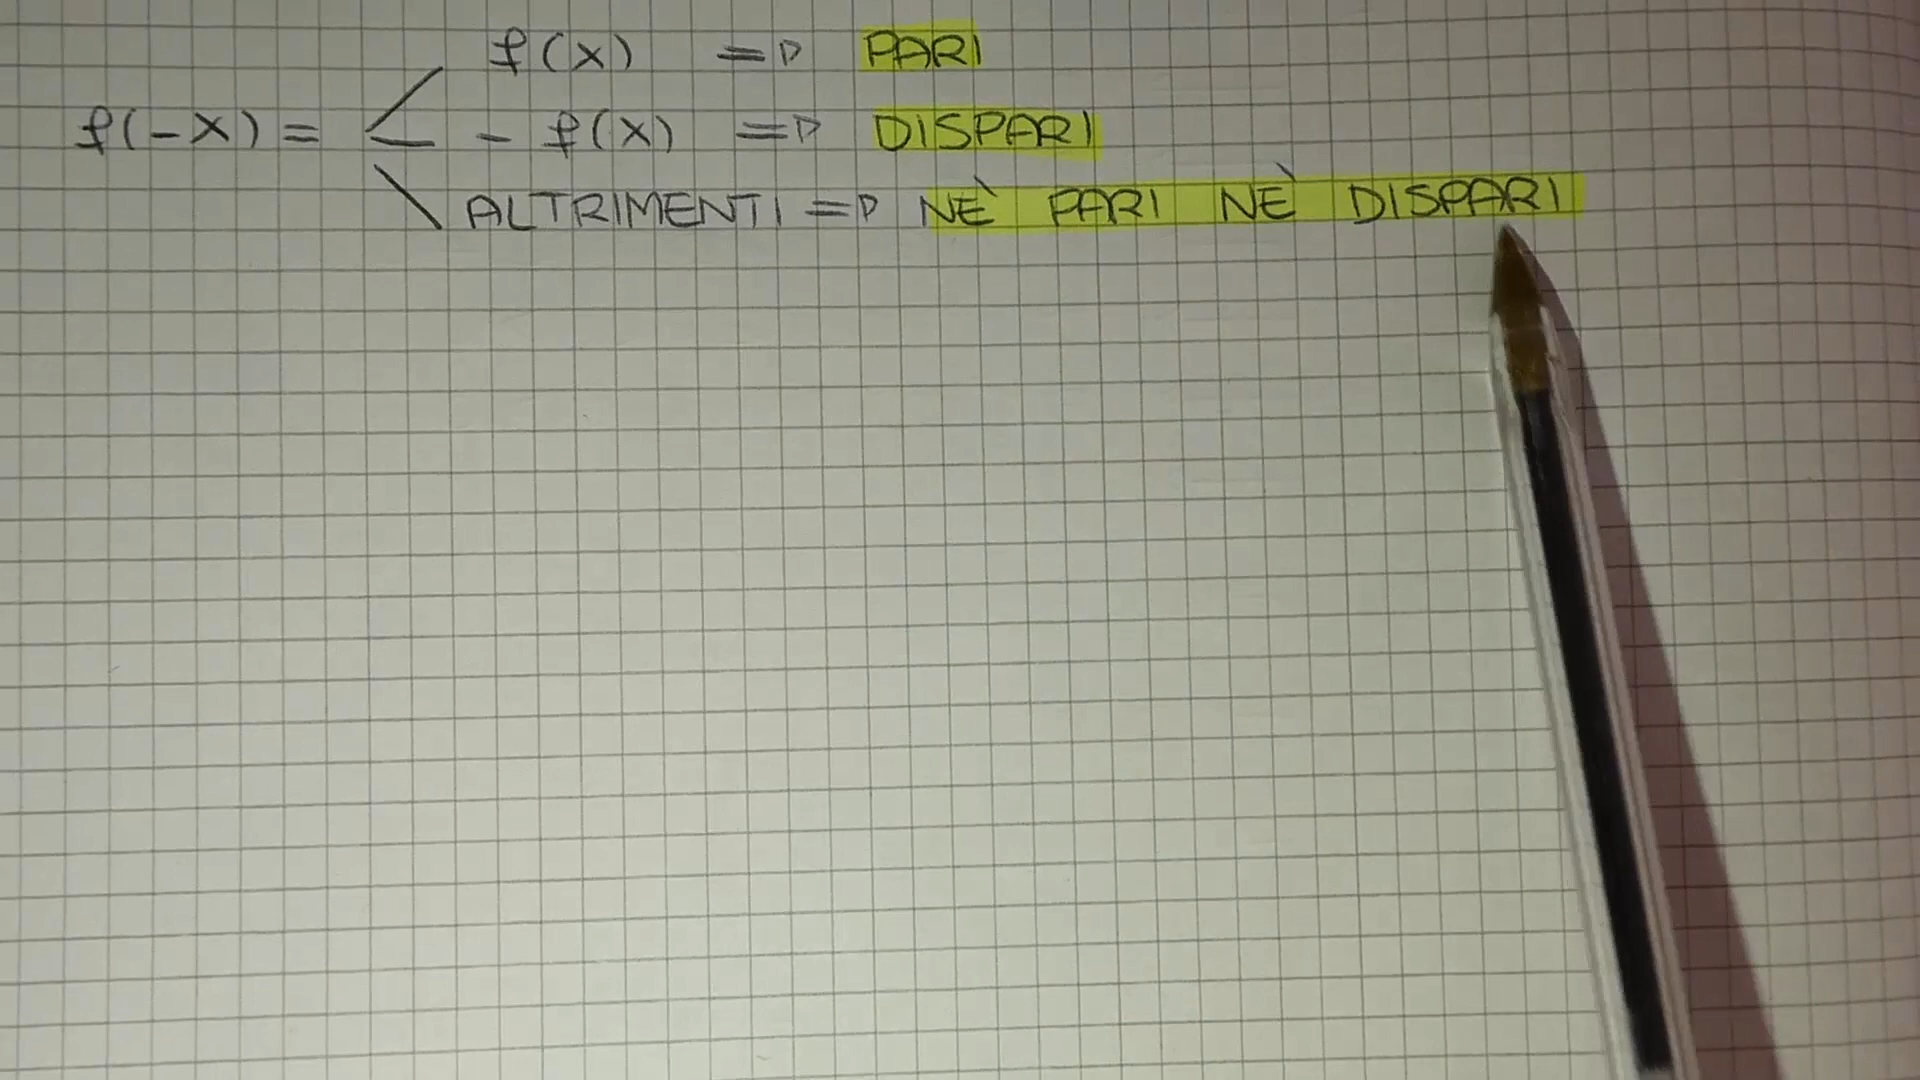 f(x) => PARI
f(-x) = - f(x) => DISPARI
ALTRIMENTI => NÈ PARI NÈ DISPARI